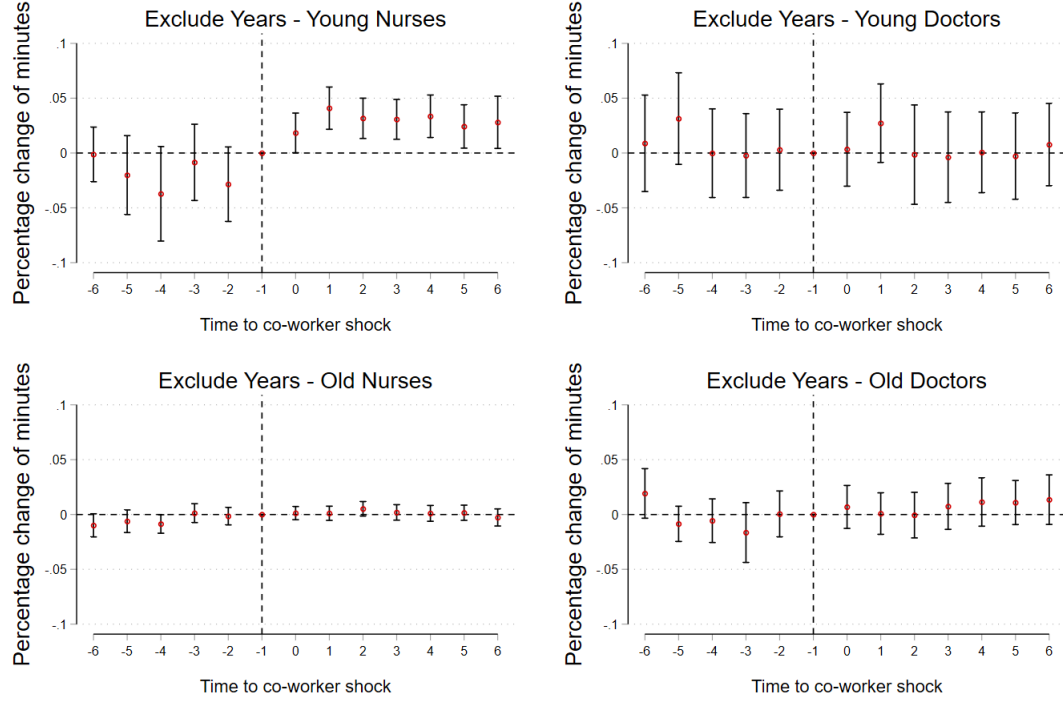 Exclude Years - Young Nurses
Percentage change of minutes
.1
.05
0
-.05
-.1
-6 -5 -4 -3 -2 -1 0 1 2 3 4 5 6
Time to co-worker shock
Exclude Years - Young Doctors
Percentage change of minutes
.1
.05
0
-.05
-.1
-6 -5 -4 -3 -2 -1 0 1 2 3 4 5 6
Time to co-worker shock
Exclude Years - Old Nurses
Percentage change of minutes
.1
.05
0
-.05
-.1
-6 -5 -4 -3 -2 -1 0 1 2 3 4 5 6
Time to co-worker shock
Exclude Years - Old Doctors
Percentage change of minutes
.1
.05
0
-.05
-.1
-6 -5 -4 -3 -2 -1 0 1 2 3 4 5 6
Time to co-worker shock